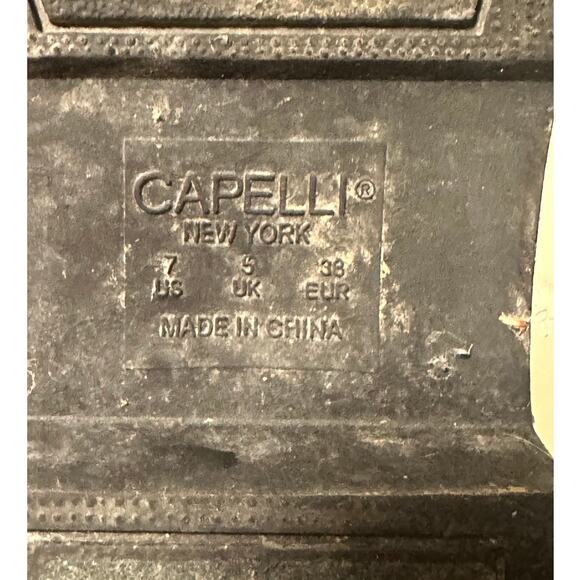 CAPELLI®
NEW YORK
7 5 38
US UK EUR
MADE IN CHINA